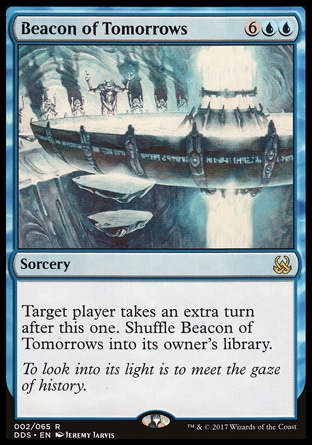 Beacon of Tomorrows 6
Sorcery
Target player takes an extra turn
after this one. Shuffle Beacon of
Tomorrows into its owner's library.
To look into its light is to meet the gaze
of history.
002/065 R
DDS • EN Jeremy Jarvis ™ & © 2017 Wizards of the Coast